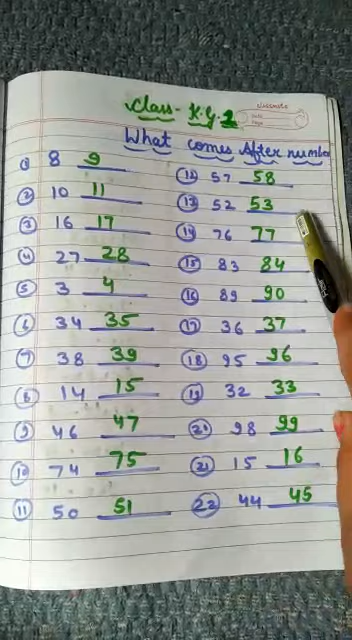 Class - K.G-2
classmate
Date
Page
What comes After number
① 8 9
② 10 11
③ 16 17
④ 27 28
⑤ 3 4
⑥ 34 35
⑦ 38 39
⑧ 14 15
⑨ 46 47
⑩ 74 75
⑪ 50 51
⑫ 57 58
⑬ 52 53
⑭ 76 77
⑮ 83 84
⑯ 89 90
⑰ 36 37
⑱ 95 96
⑲ 32 33
⑳ 98 99
㉑ 15 16
㉒ 44 45